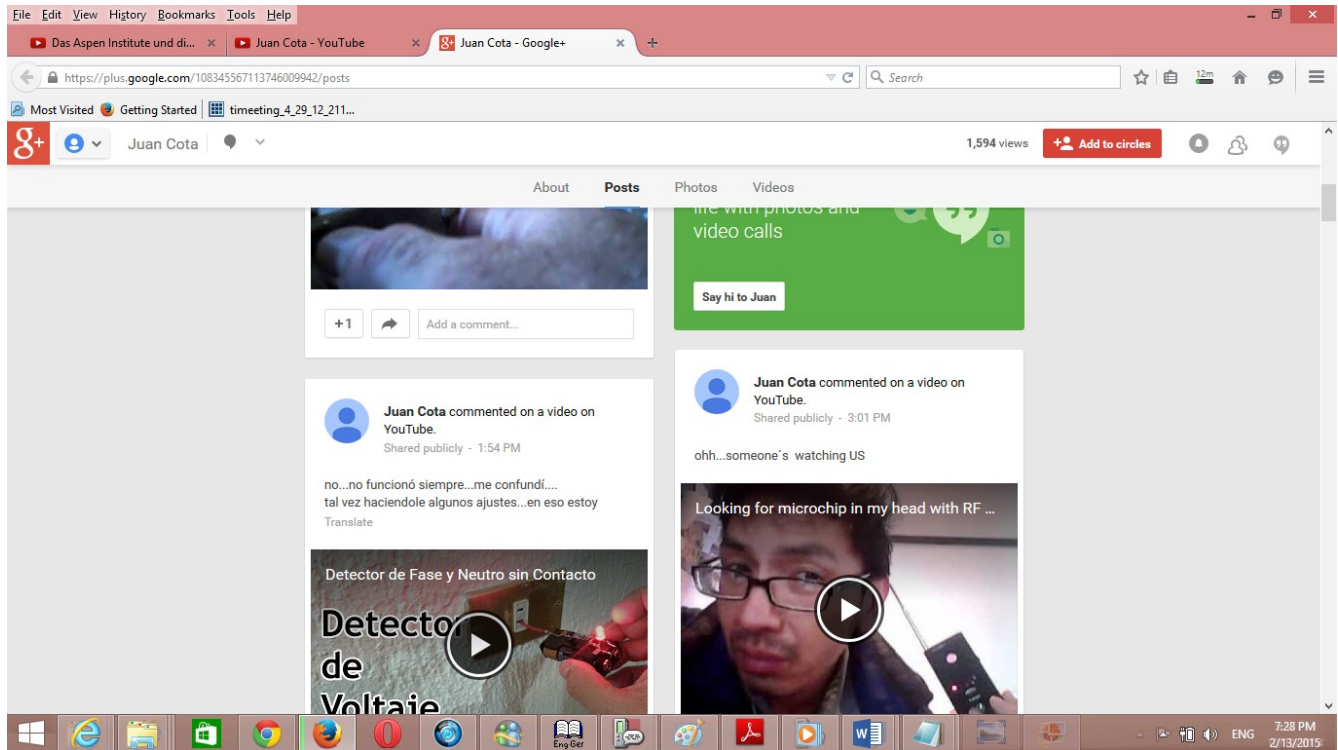 File Edit View History Bookmarks Tools Help
Das Aspen Institute und di...
Juan Cota - YouTube
Juan Cota - Google+
https://plus.google.com/108345567113746009942/posts
Search
12m
Most Visited
Getting Started
timeeting_4_29_12_211...
g+
Juan Cota
1,594 views
Add to circles
About Posts Photos Videos
+1
Add a comment...
Juan Cota commented on a video on
YouTube.
Shared publicly - 1:54 PM
no...no funcionó siempre...me confundí....
tal vez haciendole algunos ajustes...en eso estoy
Translate
Detector de Fase y Neutro sin Contacto
Detector
de
Voltaje
life with photos and
video calls
Say hi to Juan
Juan Cota commented on a video on
YouTube.
Shared publicly - 3:01 PM
ohh...someone´s watching US
Looking for microchip in my head with RF ...
Eng-Ger
ENG
7:28 PM
2/13/2015